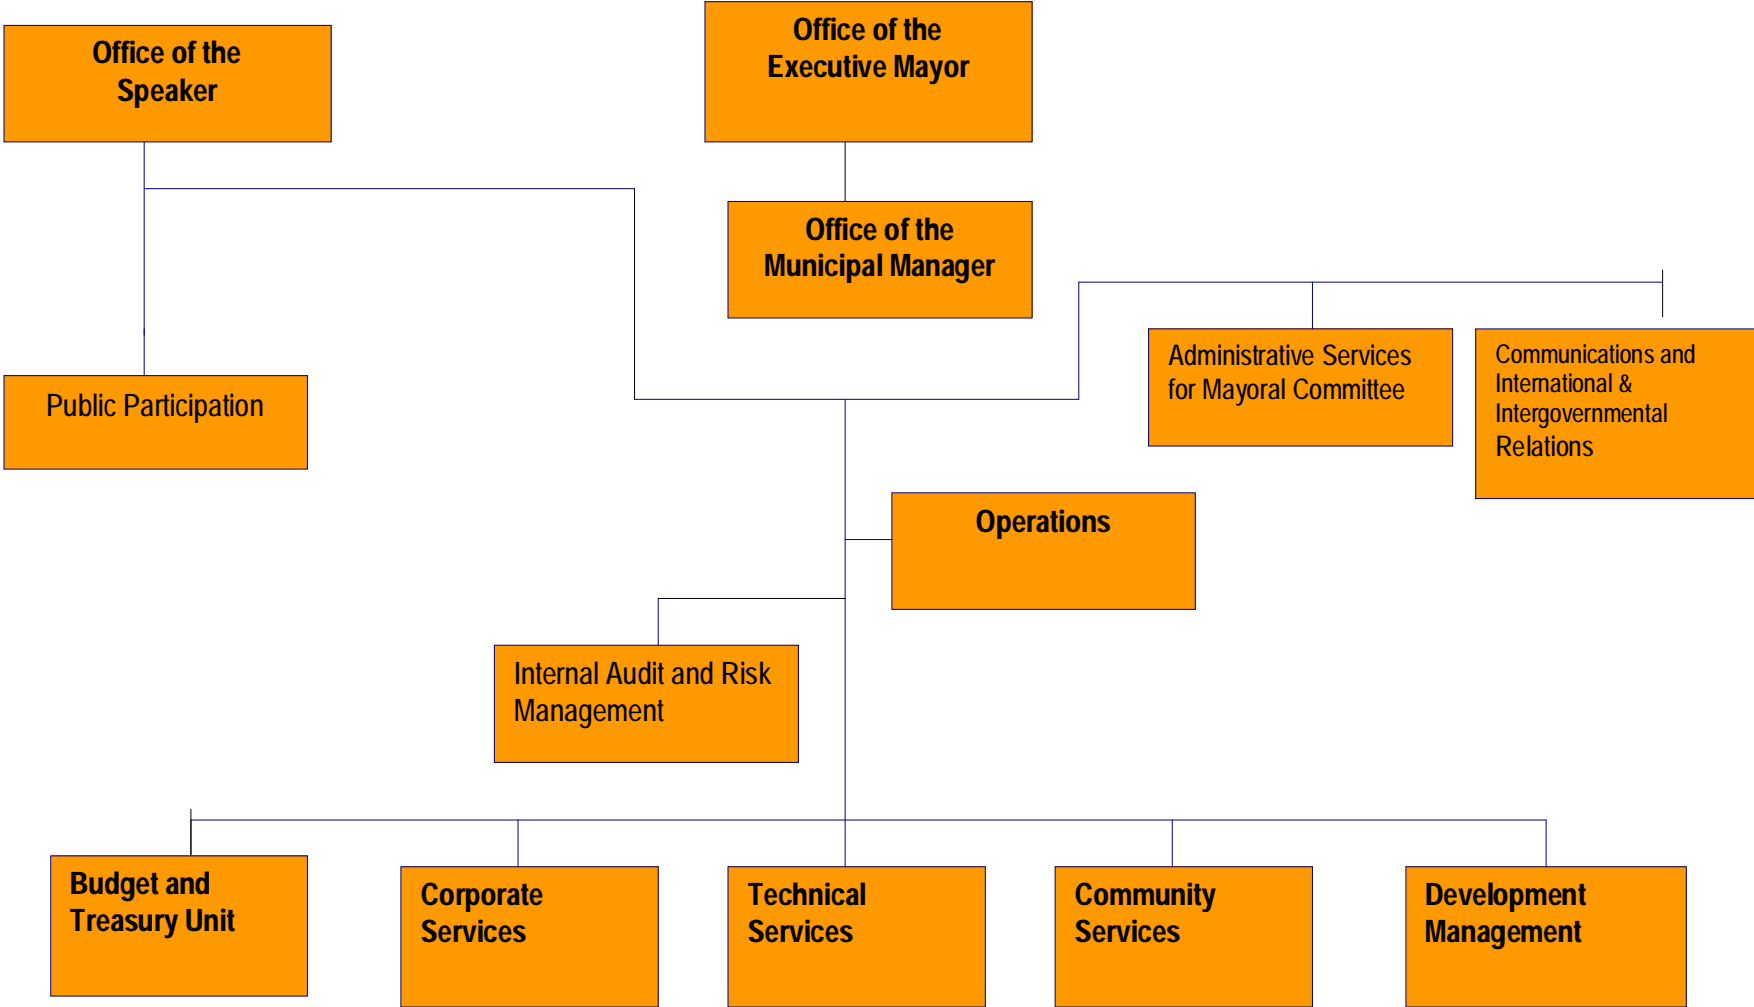 Office of the
Speaker
Office of the
Executive Mayor
Office of the
Municipal Manager
Administrative Services
for Mayoral Committee
Communications and
International &
Intergovernmental
Relations
Public Participation
Operations
Internal Audit and Risk
Management
Budget and
Treasury Unit
Corporate
Services
Technical
Services
Community
Services
Development
Management